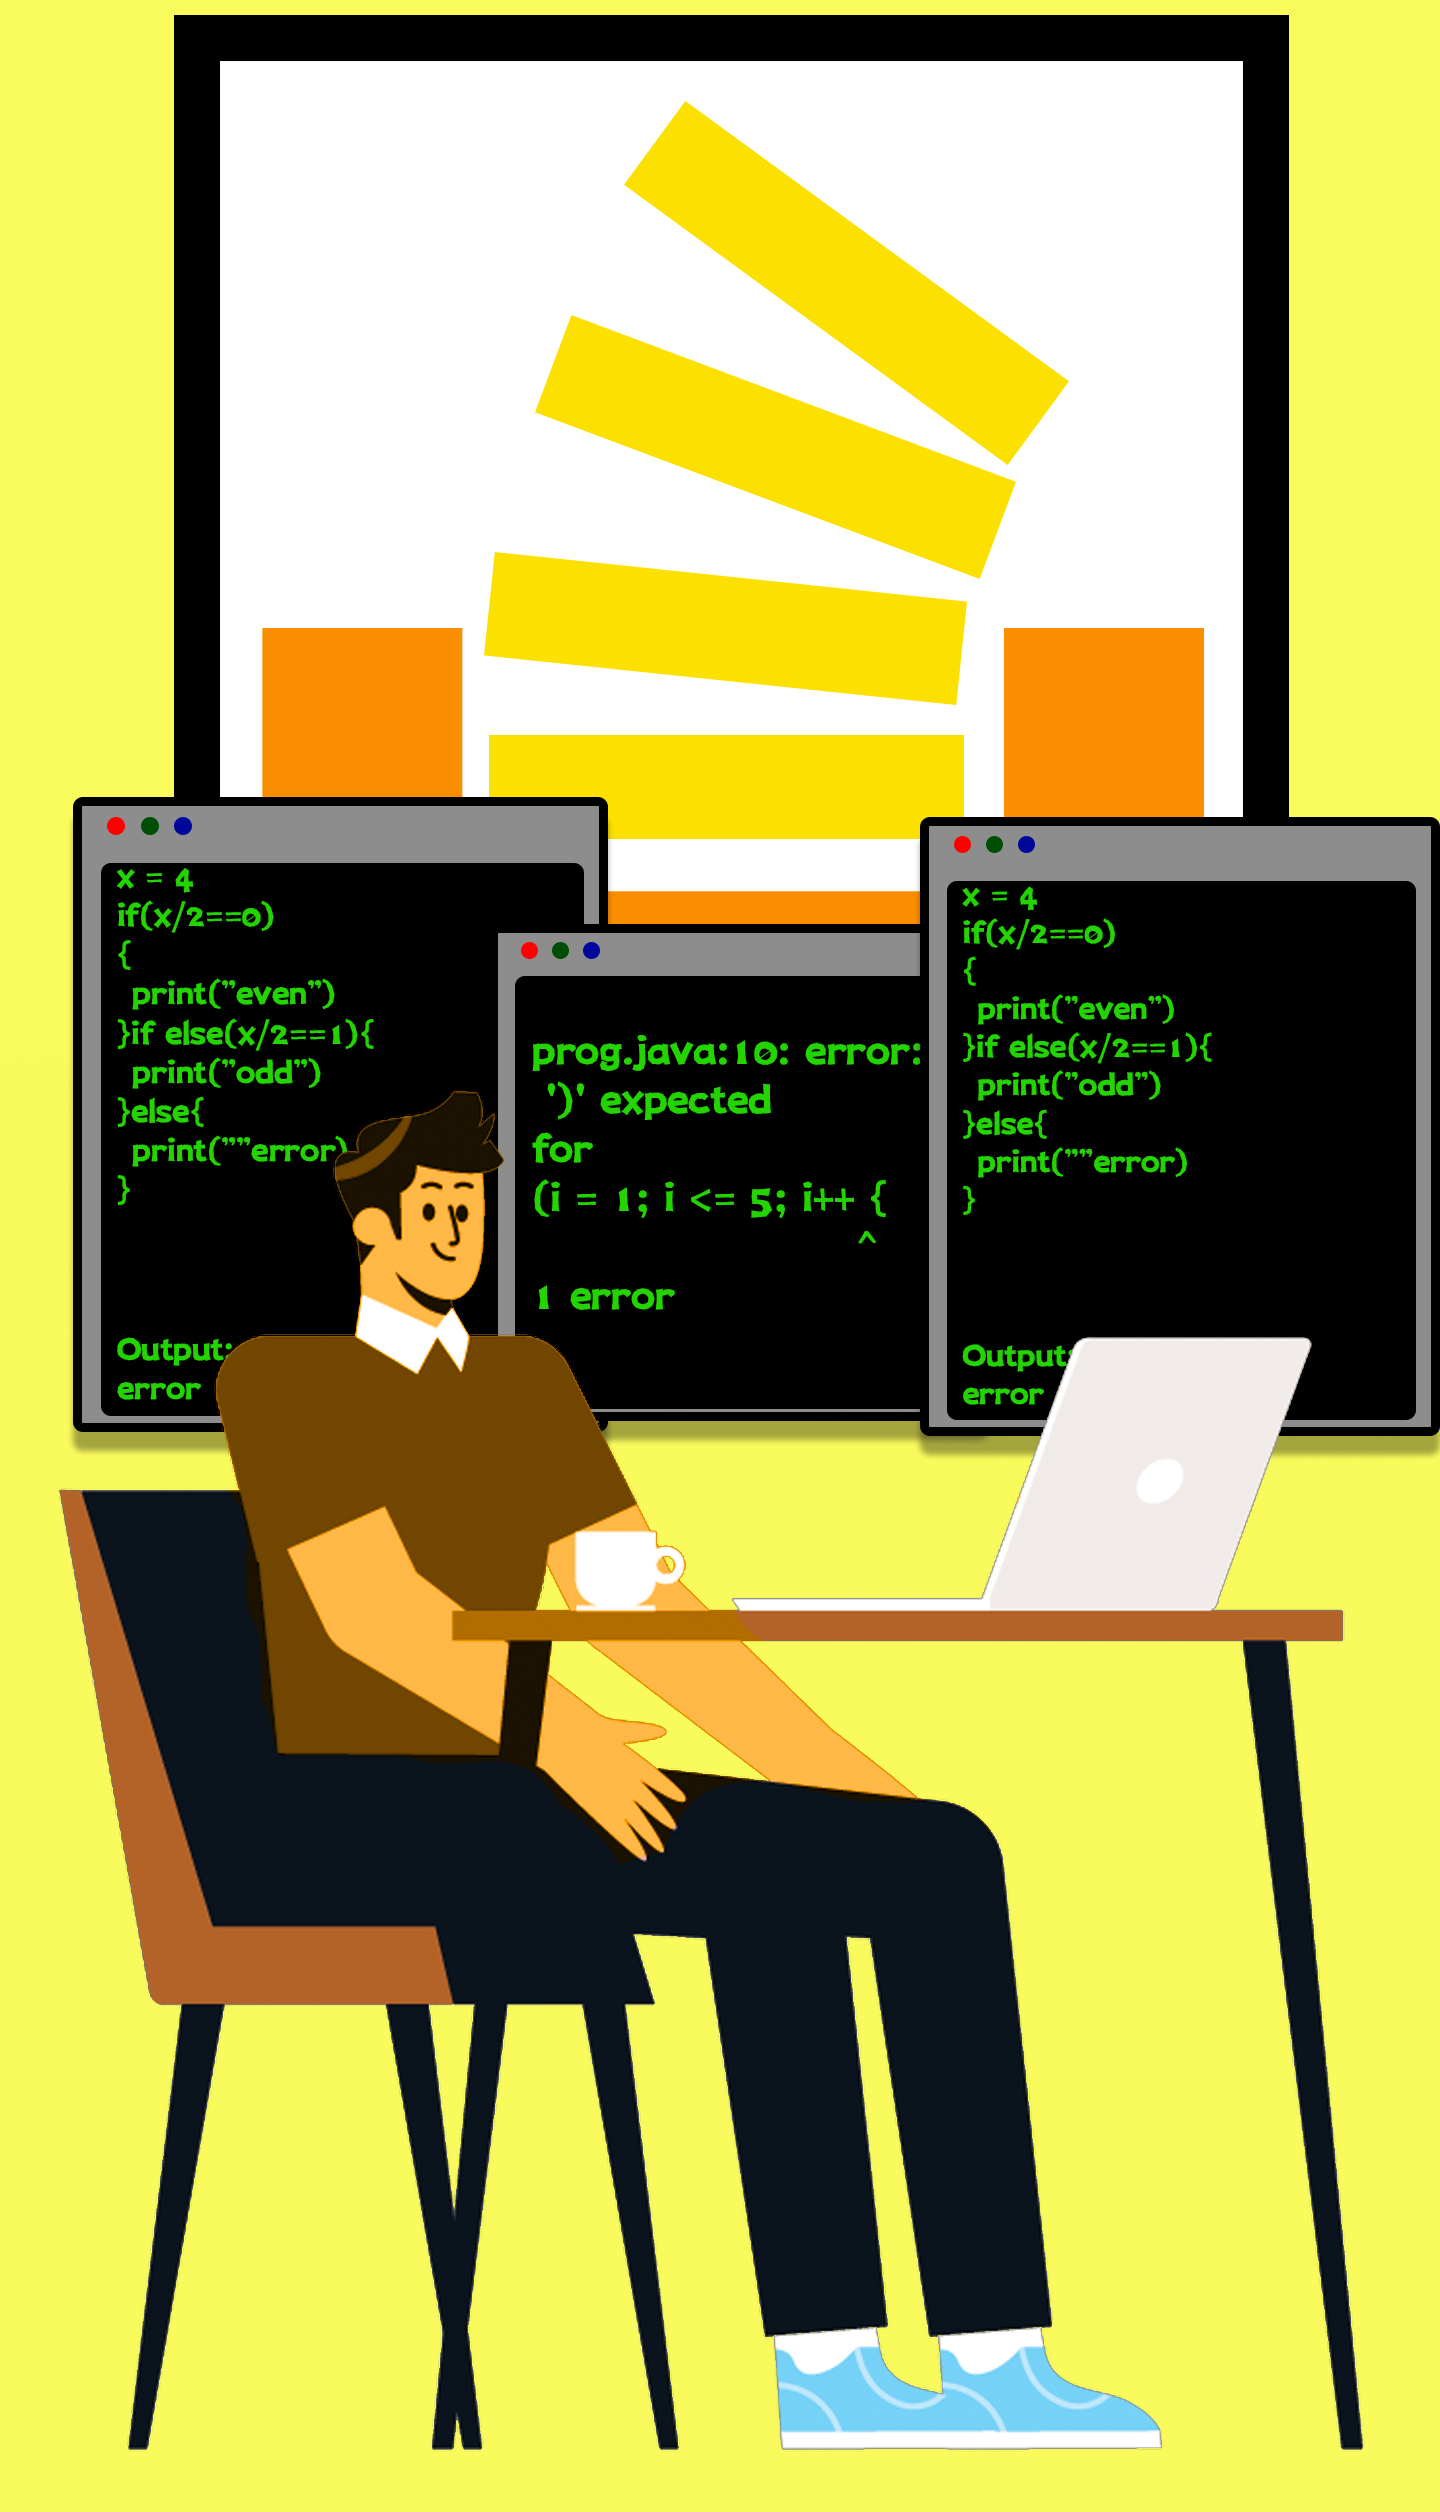 x = 4
if(x/2==0)
{
print("even")
}if else(x/2==1){
print("odd")
}else{
print(""error)
}
Output:
error
prog.java:10: error:
')' expected
for
(i = 1; i <= 5; i++ {
^
1 error
x = 4
if(x/2==0)
{
print("even")
}if else(x/2==1){
print("odd")
}else{
print(""error)
}
Output:
error